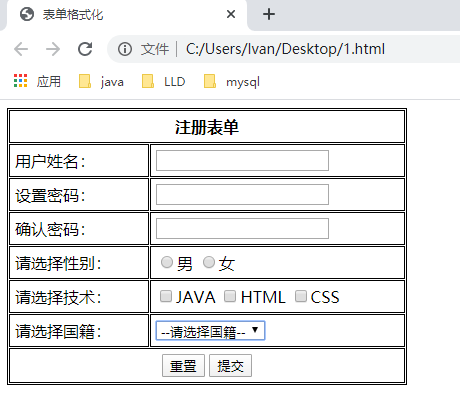 表单格式化
文件 C:/Users/Ivan/Desktop/1.html
应用 java LLD mysql
注册表单
用户姓名：
设置密码：
确认密码：
请选择性别： 男 女
请选择技术： JAVA HTML CSS
请选择国籍： --请选择国籍--
重置 提交